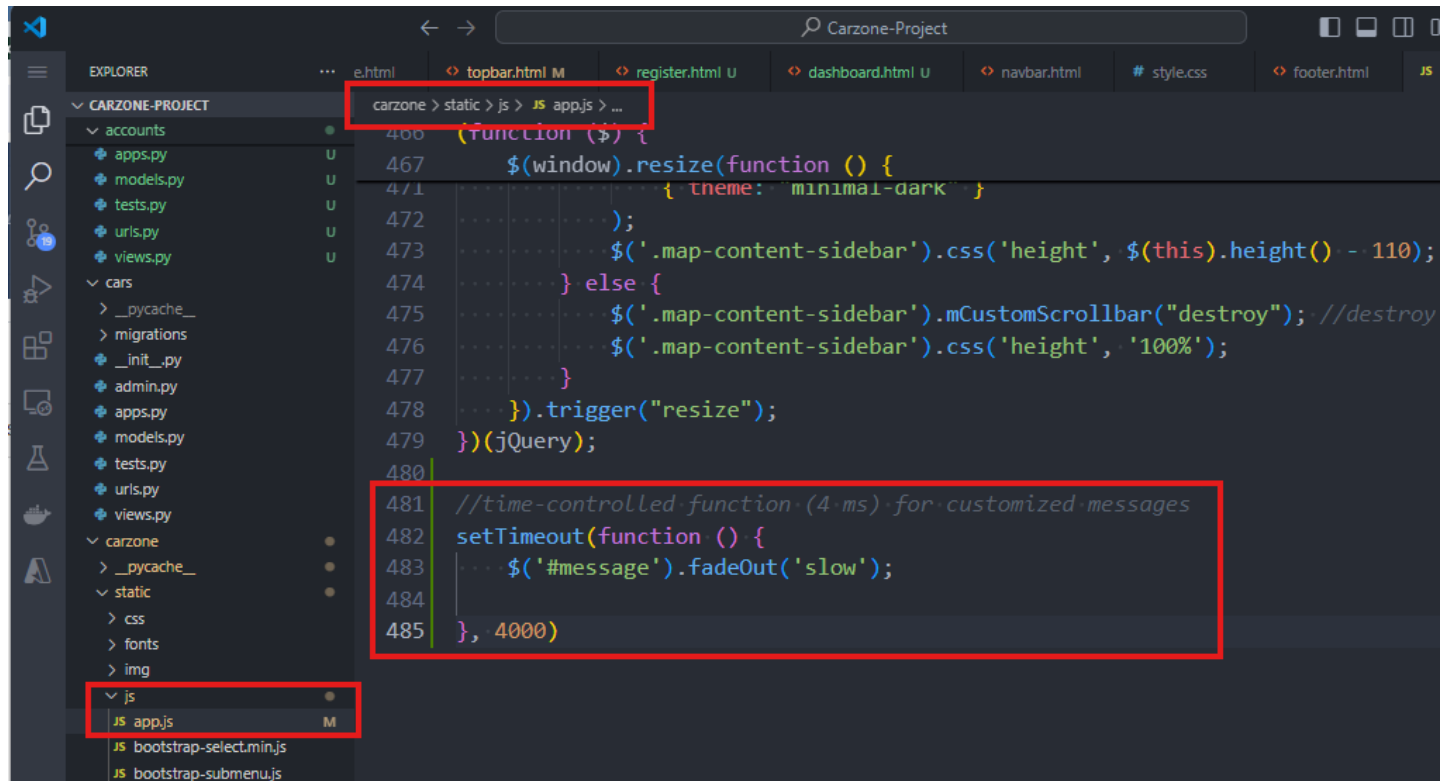 Carzone-Project
EXPLORER
e.html topbar.html M register.html U dashboard.html U navbar.html style.css footer.html JS
CARZONE-PROJECT
accounts
apps.py U
models.py U
tests.py U
urls.py U
views.py U
cars
__pycache__
migrations
__init__.py
admin.py
apps.py
models.py
tests.py
urls.py
views.py
carzone
__pycache__
static
css
fonts
img
js
JS app.js M
JS bootstrap-select.min.js
JS bootstrap-submenu.js
19
carzone > static > js > JS app.js > ...
466 (function ($) {
467 $(window).resize(function () {
471 { theme: "minimal-dark" }
472 );
473 $('.map-content-sidebar').css('height', $(this).height() - 110);
474 } else {
475 $('.map-content-sidebar').mCustomScrollbar("destroy"); //destroy
476 $('.map-content-sidebar').css('height', '100%');
477 }
478 }).trigger("resize");
479 })(jQuery);
480
481 //time-controlled function (4 ms) for customized messages
482 setTimeout(function () {
483 $('#message').fadeOut('slow');
484
485 }, 4000)